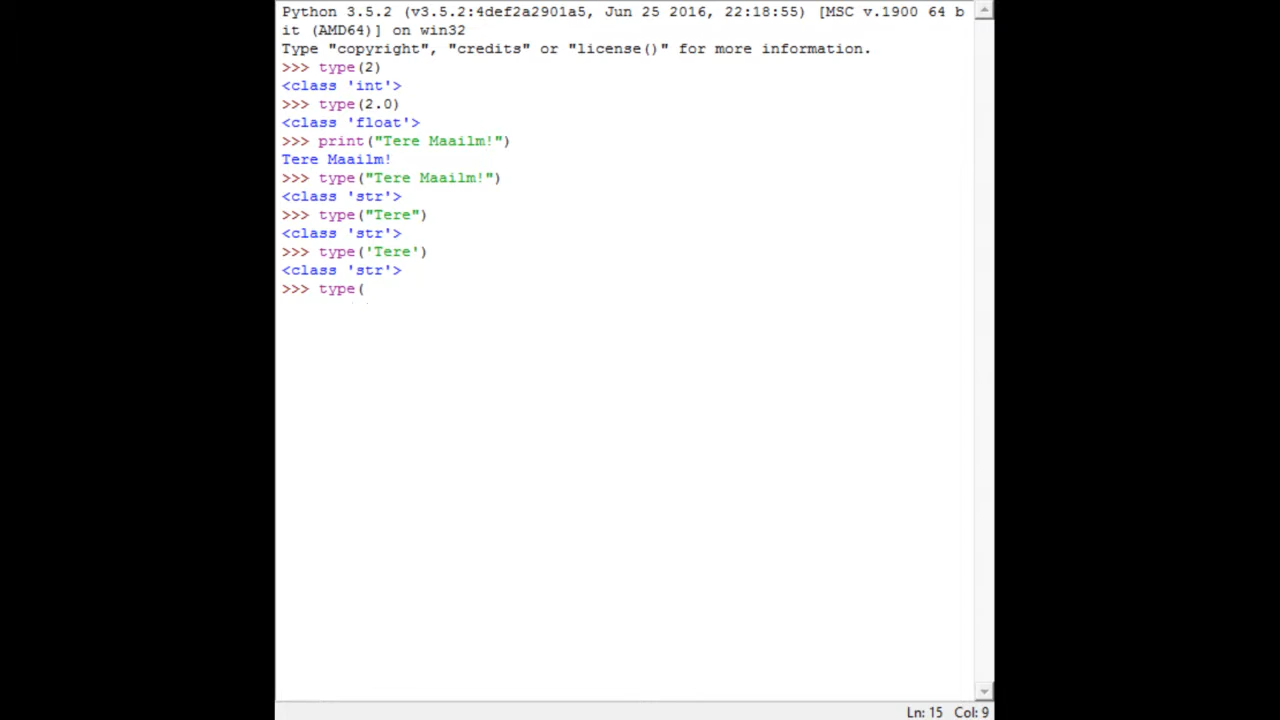 Python 3.5.2 (v3.5.2:4def2a2901a5, Jun 25 2016, 22:18:55) [MSC v.1900 64 b
it (AMD64)] on win32
Type "copyright", "credits" or "license()" for more information.
>>> type(2)
<class 'int'>
>>> type(2.0)
<class 'float'>
>>> print("Tere Maailm!")
Tere Maailm!
>>> type("Tere Maailm!")
<class 'str'>
>>> type("Tere")
<class 'str'>
>>> type('Tere')
<class 'str'>
>>> type(
Ln: 15 Col: 9